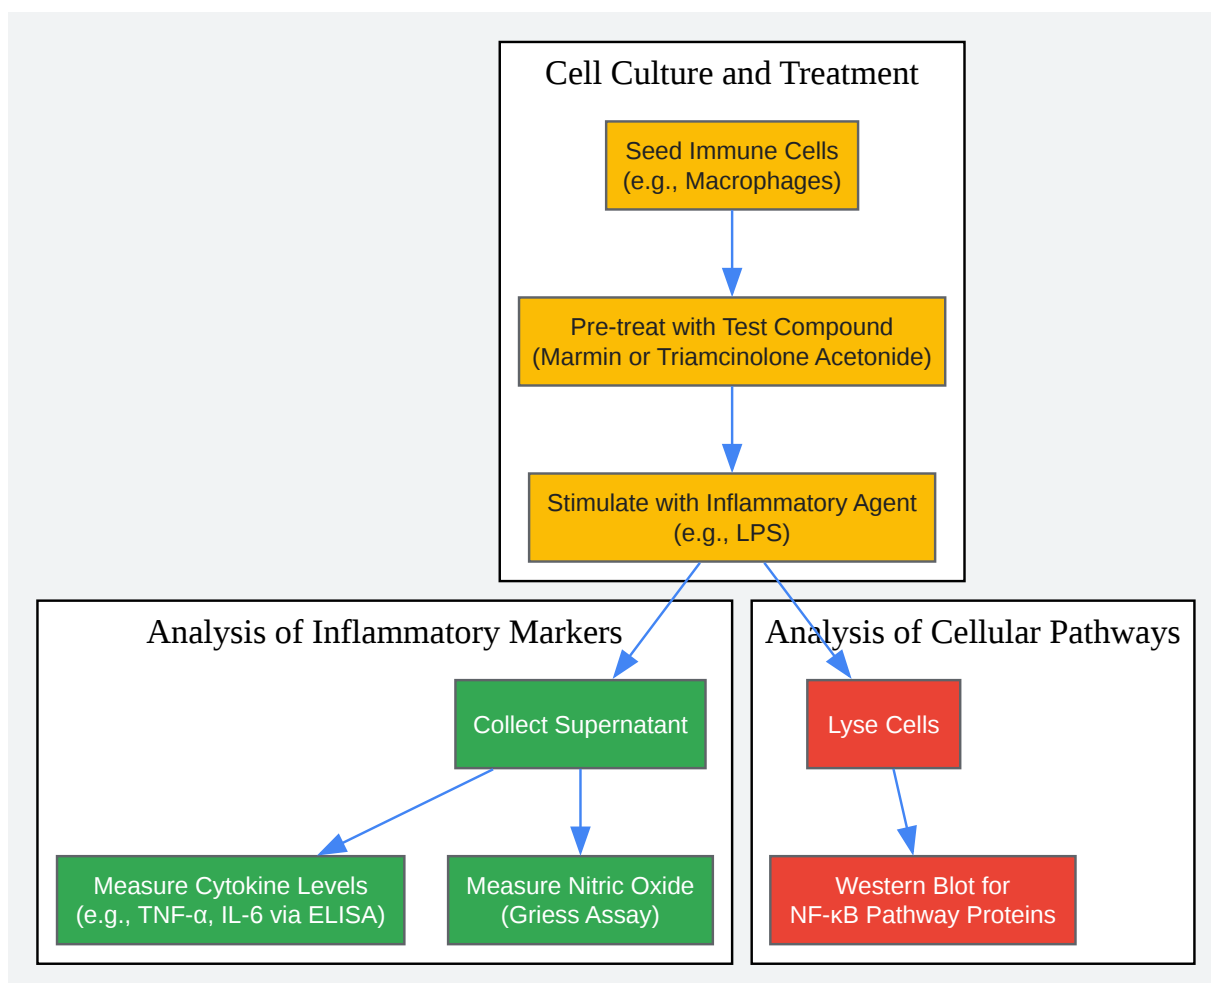 Cell Culture and Treatment
Seed Immune Cells
(e.g., Macrophages)
Pre-treat with Test Compound
(Marmin or Triamcinolone Acetonide)
Stimulate with Inflammatory Agent
(e.g., LPS)
Analysis of Inflammatory Markers
Collect Supernatant
Measure Cytokine Levels
(e.g., TNF-α, IL-6 via ELISA)
Measure Nitric Oxide
(Griess Assay)
Analysis of Cellular Pathways
Lyse Cells
Western Blot for
NF-κB Pathway Proteins